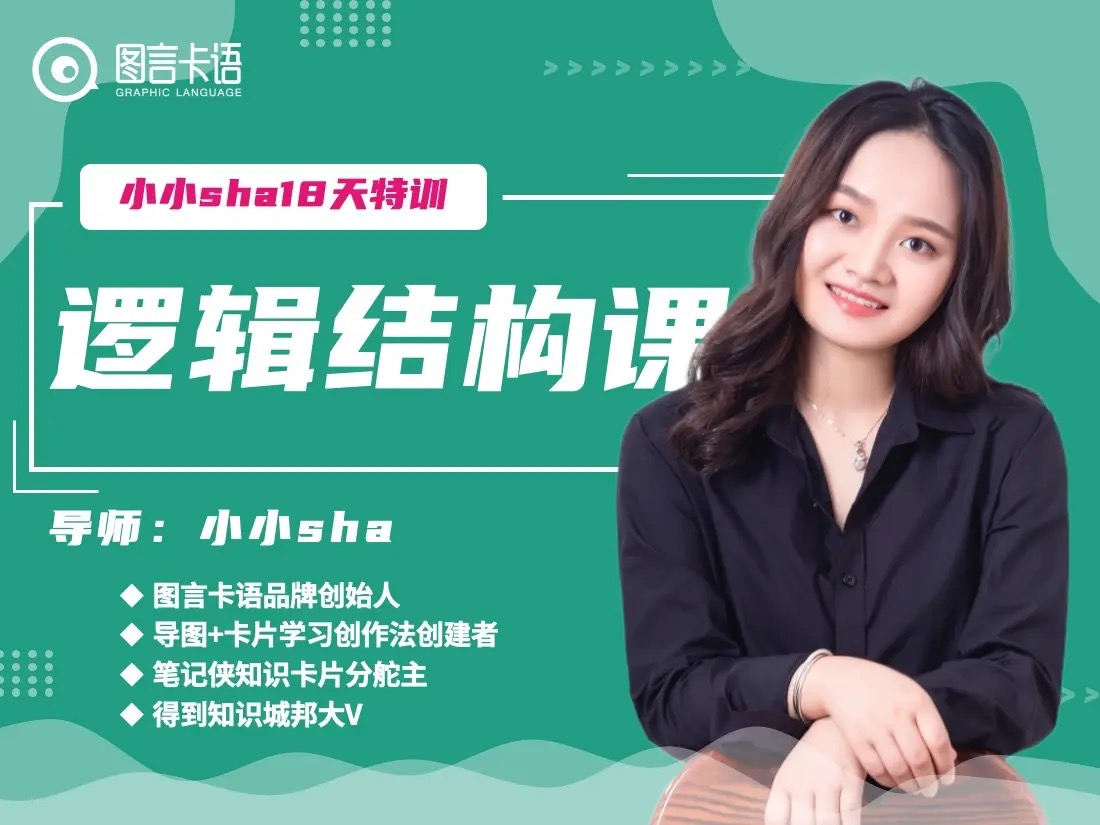 图言卡语
GRAPHIC LANGUAGE
小小sha18天特训
逻辑结构课
导师：小小sha
◆ 图言卡语品牌创始人
◆ 导图+卡片学习创作法创建者
◆ 笔记侠知识卡片分舵主
◆ 得到知识城邦大V